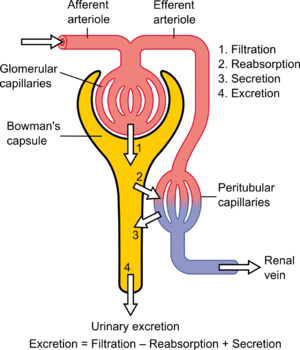 Afferent
arteriole
Efferent
arteriole
1. Filtration
2. Reabsorption
3. Secretion
4. Excretion
Glomerular
capillaries
Bowman's
capsule
1
2
3
4
Peritubular
capillaries
Renal
vein
Urinary excretion
Excretion = Filtration – Reabsorption + Secretion